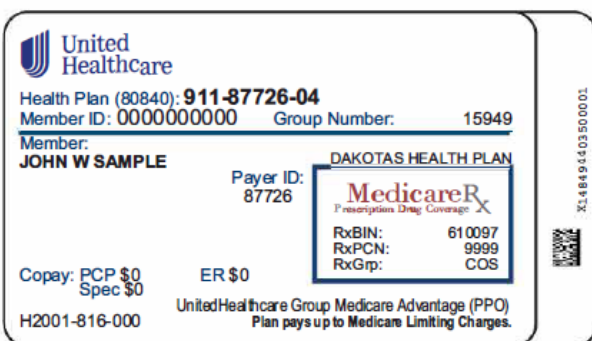 United
Healthcare
Health Plan (80840): 911-87726-04
Member ID: 0000000000 Group Number: 15949
Member:
JOHN W SAMPLE
DAKOTAS HEALTH PLAN
Payer ID:
87726
MedicareRx
Prescription Drug Coverage
RxBIN: 610097
RxPCN: 9999
RxGrp: COS
Copay: PCP $0 ER $0
Spec $0
UnitedHealthcare Group Medicare Advantage (PPO)
H2001-816-000 Plan pays up to Medicare Limiting Charges.
X1484944035000001